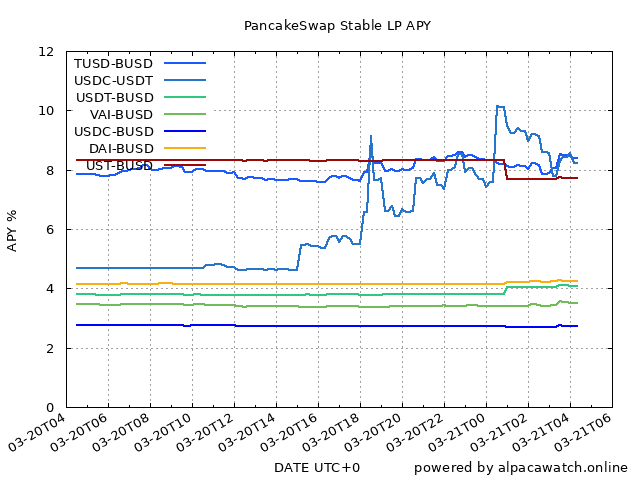 PancakeSwap Stable LP APY
TUSD-BUSD
USDC-USDT
USDT-BUSD
VAI-BUSD
USDC-BUSD
DAI-BUSD
UST-BUSD
APY %
12
10
8
6
4
2
0
03-20T04
03-20T06
03-20T08
03-20T10
03-20T12
03-20T14
03-20T16
03-20T18
03-20T20
03-20T22
03-21T00
03-21T02
03-21T04
03-21T06
DATE UTC+0
powered by alpacawatch.online